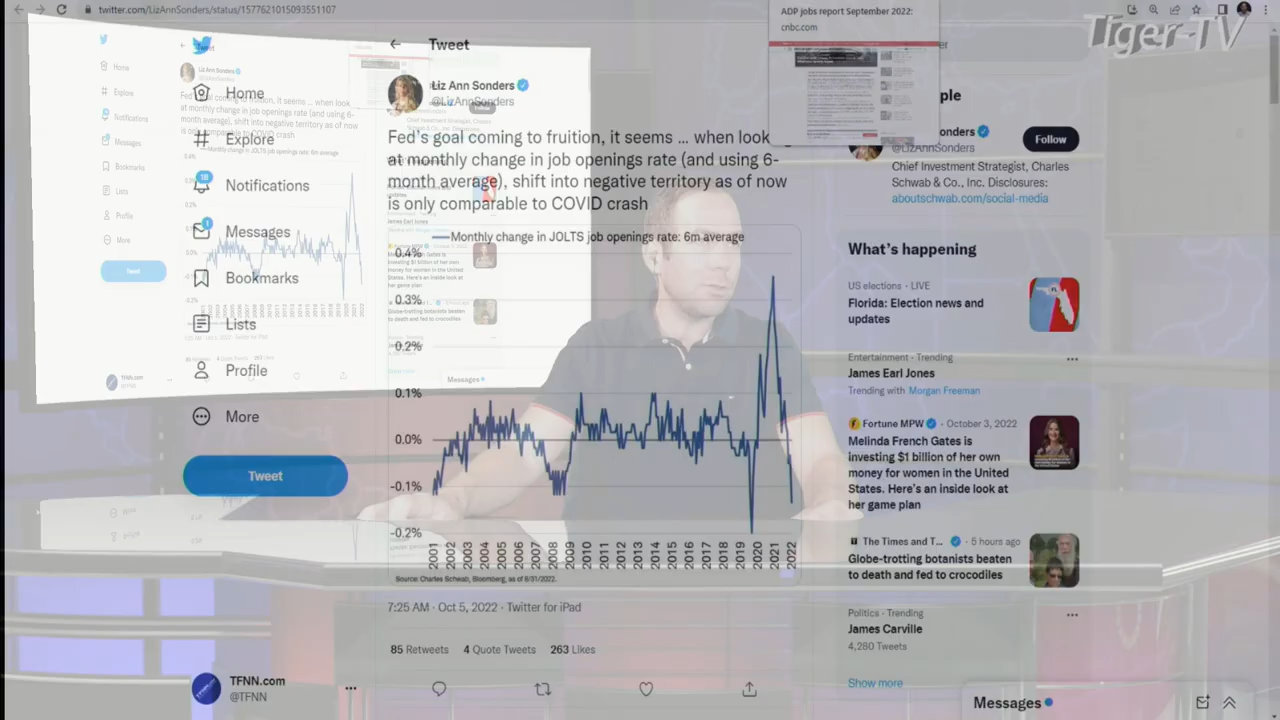 twitter.com/LizAnnSonders/status/1577621015093551107
ADP jobs report September 2022:
cnbc.com
Tiger-TV
Home
Explore
18
Notifications
1
Messages
Bookmarks
Lists
Profile
More
Tweet
TFNN.com
@TFNN
Tweet
Liz Ann Sonders
@LizAnnSonders
Fed's goal coming to fruition, it seems ... when look
at monthly change in job openings rate (and using 6-
month average), shift into negative territory as of now
is only comparable to COVID crash
Monthly change in JOLTS job openings rate: 6m average
0.4%
0.3%
0.2%
0.1%
0.0%
-0.1%
-0.2%
2001 2002 2003 2004 2005 2006 2007 2008 2009 2010 2011 2012 2013 2014 2015 2016 2017 2018 2019 2020 2021 2022
Source: Charles Schwab, Bloomberg, as of 8/31/2022.
7:25 AM · Oct 5, 2022 · Twitter for iPad
85 Retweets 4 Quote Tweets 263 Likes
ple
onders
@LizAnnSonders
Follow
Chief Investment Strategist, Charles
Schwab & Co., Inc. Disclosures:
aboutschwab.com/social-media
What's happening
US elections · LIVE
Florida: Election news and
updates
Entertainment · Trending
James Earl Jones
Trending with Morgan Freeman
Fortune MPW · October 3, 2022
Melinda French Gates is
investing $1 billion of her own
money for women in the United
States. Here's an inside look at
her game plan
The Times and T... · 5 hours ago
Globe-trotting botanists beaten
to death and fed to crocodiles
Politics · Trending
James Carville
4,280 Tweets
Show more
Messages